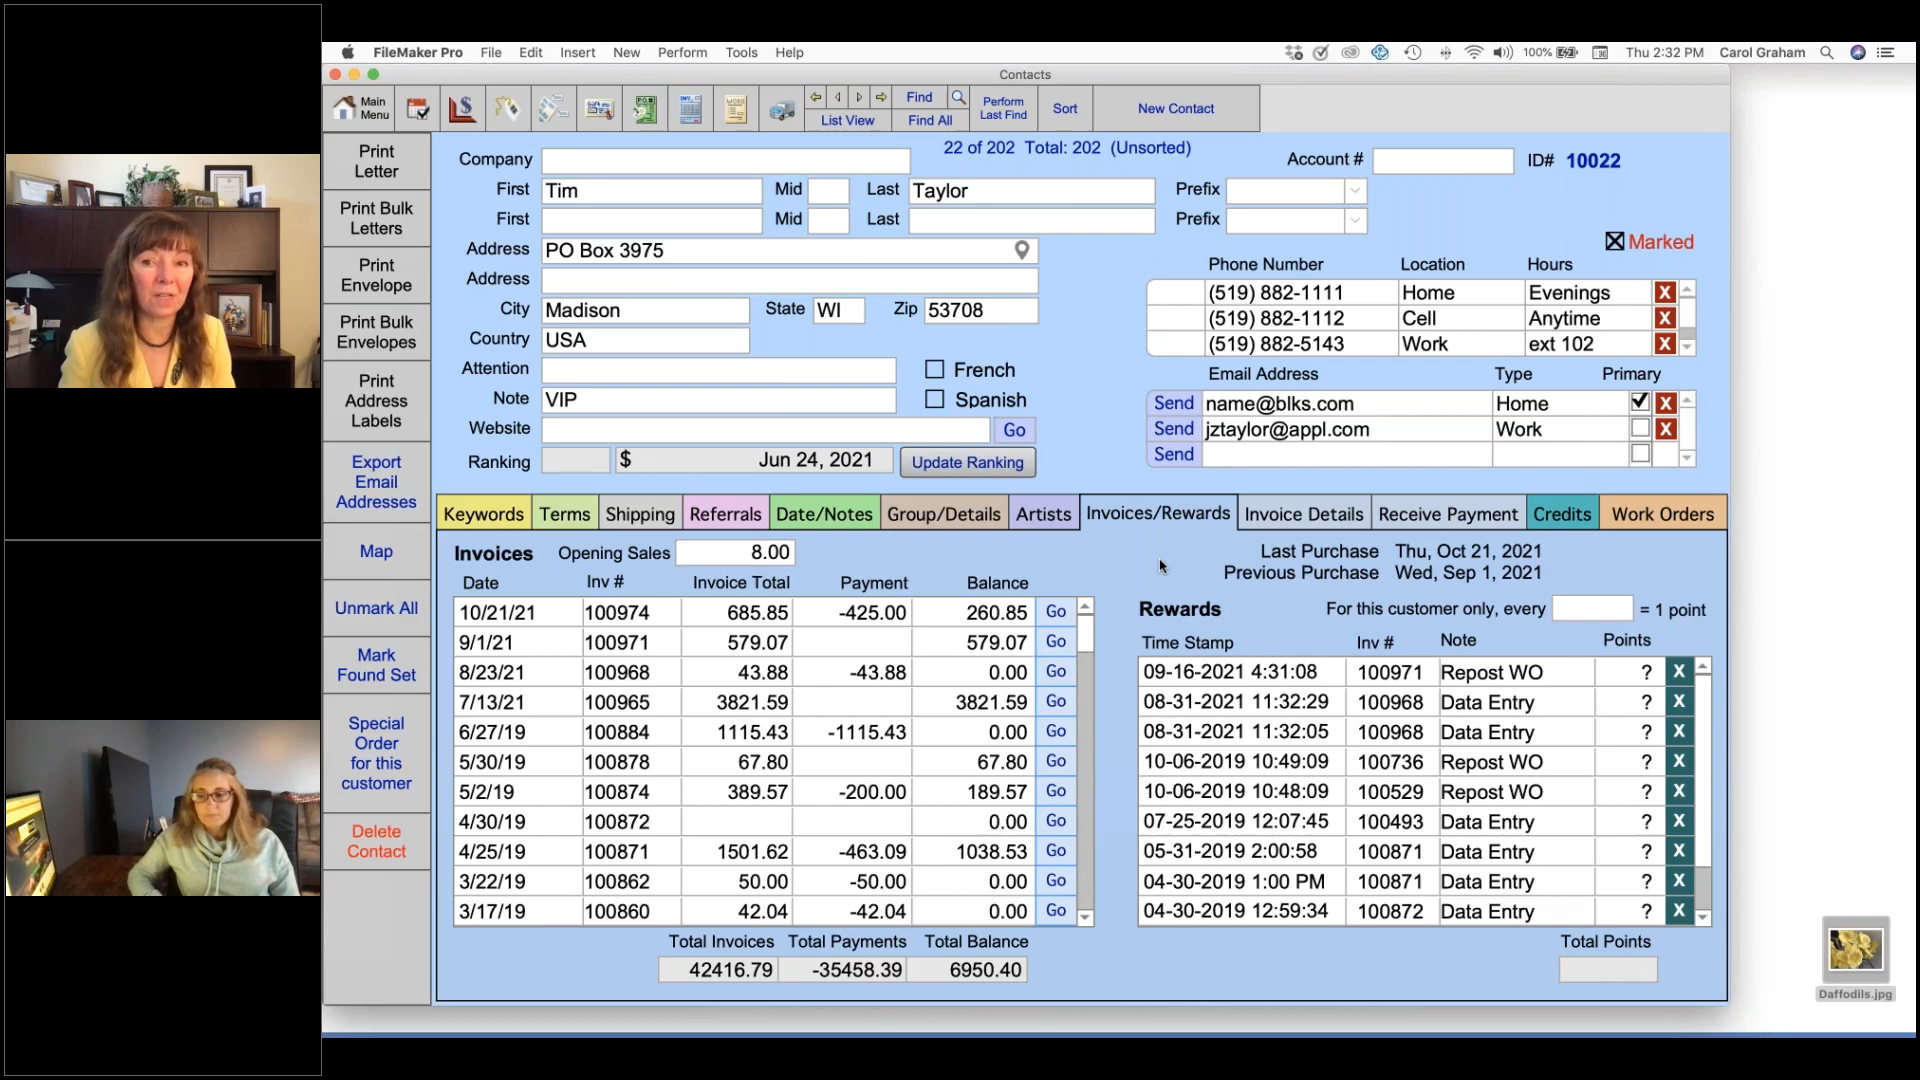 FileMaker Pro File Edit Insert New Perform Tools Help 100% Thu 2:32 PM Carol Graham
Contacts
Main Menu
Find
List View
Find All
Perform Last Find
Sort
New Contact
Print Letter
Print Bulk Letters
Print Envelope
Print Bulk Envelopes
Print Address Labels
Export Email Addresses
Map
Unmark All
Mark Found Set
Special Order for this customer
Delete Contact
22 of 202 Total: 202 (Unsorted)
Company
Account #
ID# 10022
First Tim Mid Last Taylor Prefix
First Mid Last Prefix
Address PO Box 3975
Address
City Madison State WI Zip 53708
Country USA
Attention
French
Note VIP
Spanish
Website Go
Ranking $ Jun 24, 2021 Update Ranking
Marked
Phone Number Location Hours
(519) 882-1111 Home Evenings X
(519) 882-1112 Cell Anytime X
(519) 882-5143 Work ext 102 X
Email Address Type Primary
Send name@blks.com Home X
Send jztaylor@appl.com Work X
Send
Keywords Terms Shipping Referrals Date/Notes Group/Details Artists Invoices/Rewards Invoice Details Receive Payment Credits Work Orders
Invoices Opening Sales 8.00
Date Inv # Invoice Total Payment Balance
10/21/21 100974 685.85 -425.00 260.85 Go
9/1/21 100971 579.07 579.07 Go
8/23/21 100968 43.88 -43.88 0.00 Go
7/13/21 100965 3821.59 3821.59 Go
6/27/19 100884 1115.43 -1115.43 0.00 Go
5/30/19 100878 67.80 67.80 Go
5/2/19 100874 389.57 -200.00 189.57 Go
4/30/19 100872 0.00 Go
4/25/19 100871 1501.62 -463.09 1038.53 Go
3/22/19 100862 50.00 -50.00 0.00 Go
3/17/19 100860 42.04 -42.04 0.00 Go
Total Invoices Total Payments Total Balance
42416.79 -35458.39 6950.40
Last Purchase Thu, Oct 21, 2021
Previous Purchase Wed, Sep 1, 2021
Rewards For this customer only, every = 1 point
Time Stamp Inv # Note Points
09-16-2021 4:31:08 100971 Repost WO ? X
08-31-2021 11:32:29 100968 Data Entry ? X
08-31-2021 11:32:05 100968 Data Entry ? X
10-06-2019 10:49:09 100736 Repost WO ? X
10-06-2019 10:48:09 100529 Repost WO ? X
07-25-2019 12:07:45 100493 Data Entry ? X
05-31-2019 2:00:58 100871 Data Entry ? X
04-30-2019 1:00 PM 100871 Data Entry ? X
04-30-2019 12:59:34 100872 Data Entry ? X
Total Points
Daffodils.jpg